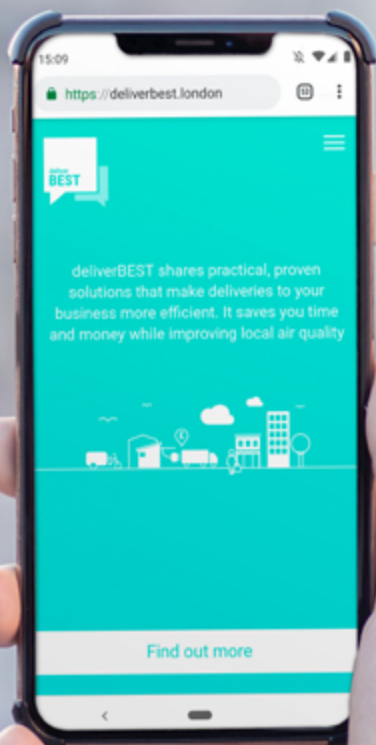 15:09
https://deliverbest.london
deliver
BEST
deliverBEST shares practical, proven
solutions that make deliveries to your
business more efficient. It saves you time
and money while improving local air quality
£
Find out more